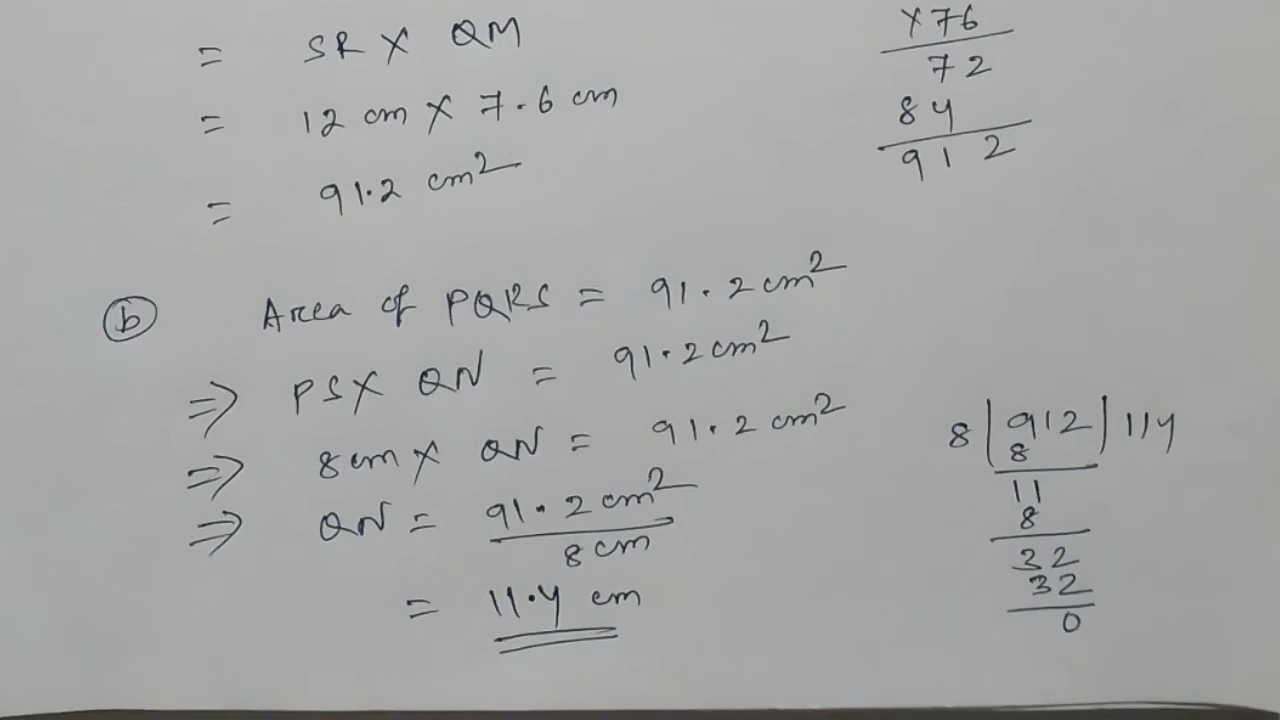 = SR × QM
= 12 cm × 7.6 cm
= 91.2 cm²
×76
72
84
912
ⓑ Area of PQRS = 91.2 cm²
⇒ PS × QN = 91.2 cm²
⇒ 8 cm × QN = 91.2 cm²
⇒ QN = 91.2 cm²
8 cm
= 11.4 cm
8 | 912 | 114
8
11
8
32
32
0